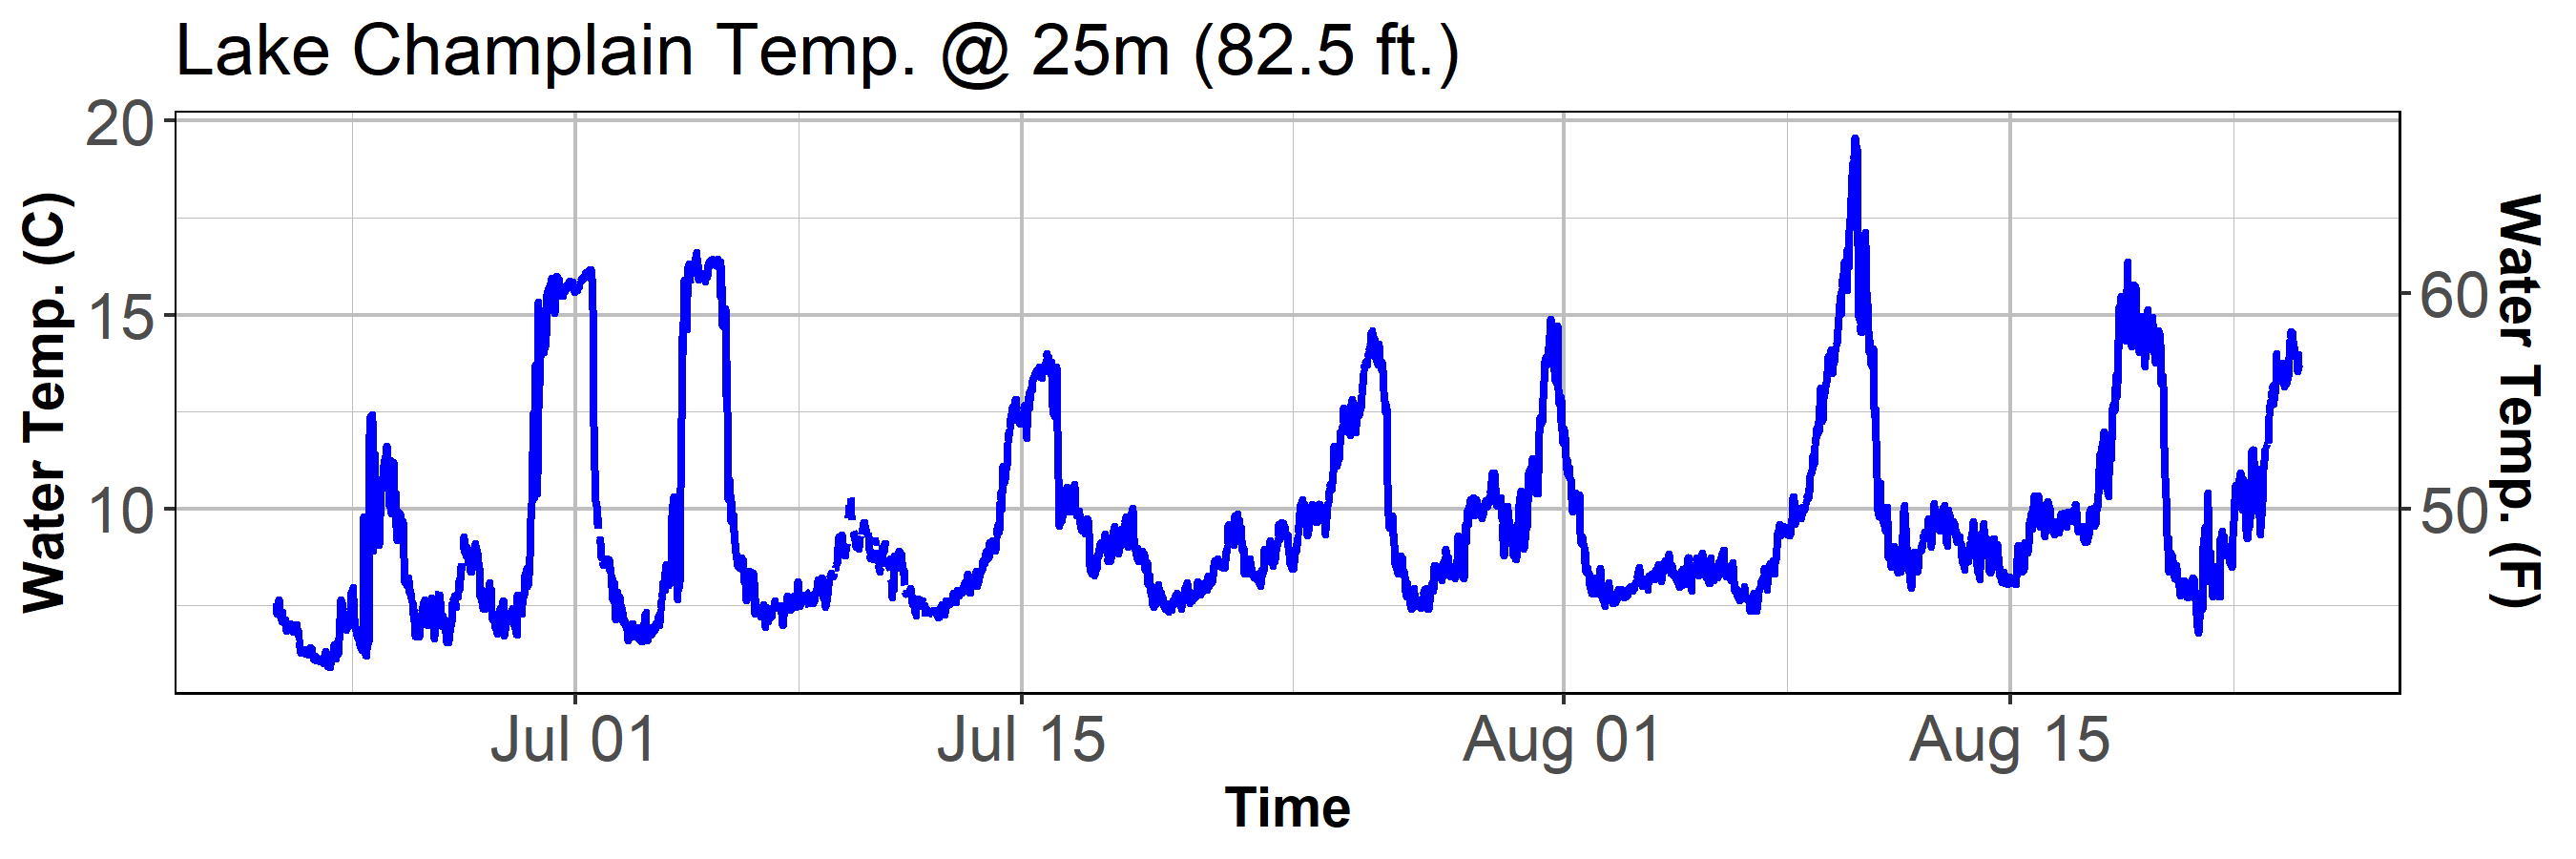 Lake Champlain Temp. @ 25m (82.5 ft.)
Water Temp. (C)
20
15
10
60
50
Water Temp. (F)
Jul 01 Jul 15 Aug 01 Aug 15
Time